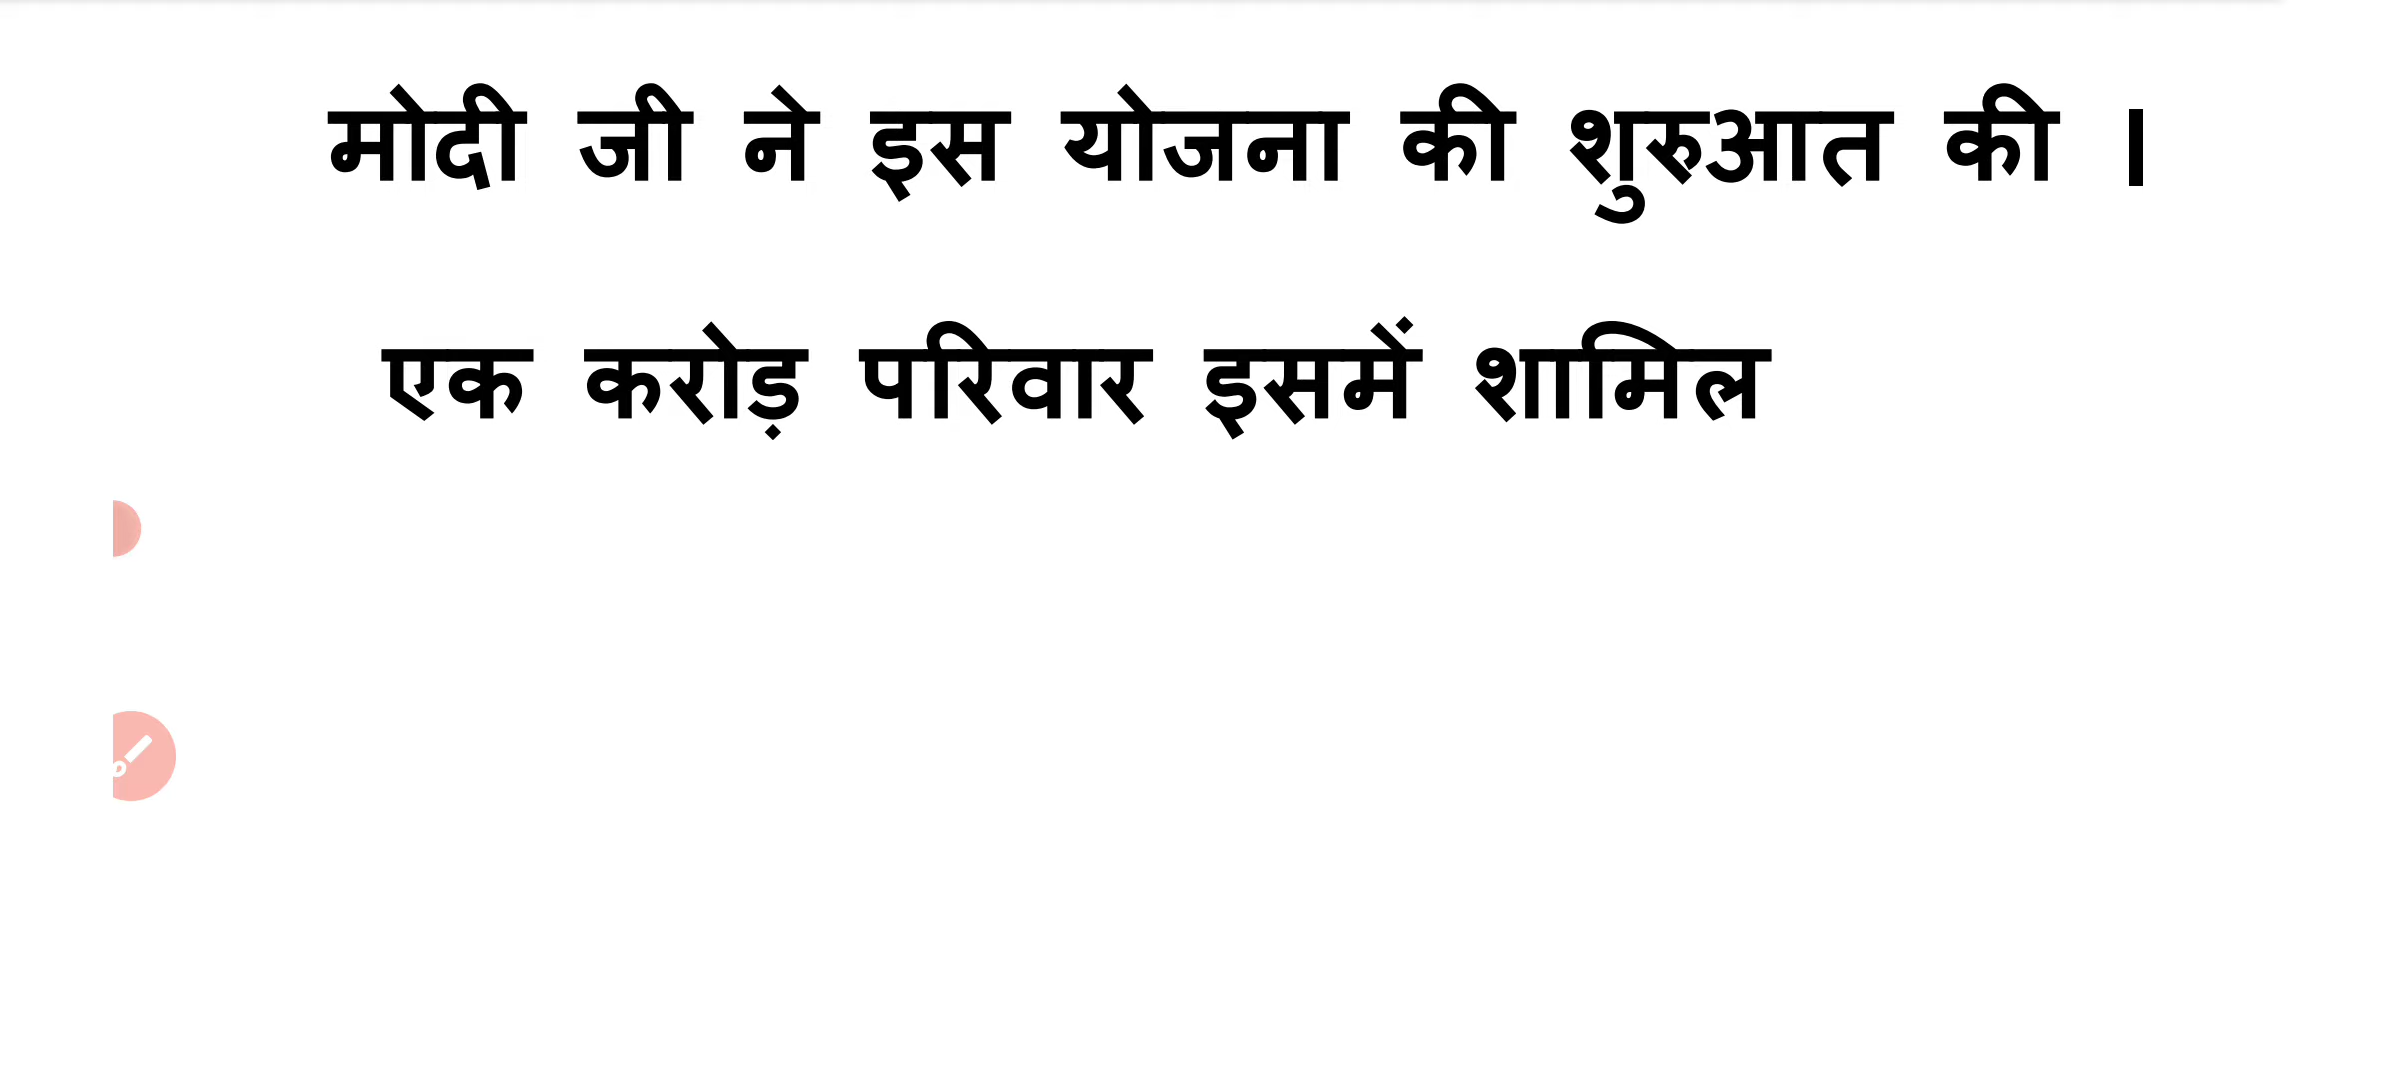 मोदी जी ने इस योजना की शुरुआत की ।
एक करोड़ परिवार इसमें शामिल